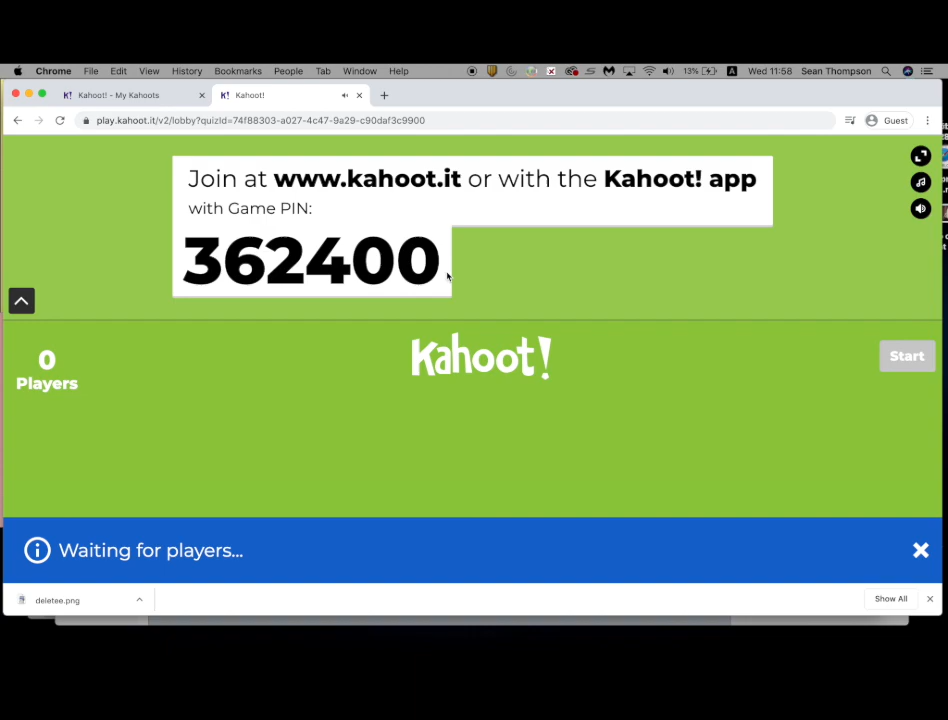 Chrome File Edit View History Bookmarks People Tab Window Help 13% A Wed 11:58 Sean Thompson
K! Kahoot! - My Kahoots K! Kahoot!
play.kahoot.it/v2/lobby?quizId=74f88303-a027-4c47-9a29-c90daf3c9900 Guest
Join at www.kahoot.it or with the Kahoot! app
with Game PIN:
362400
0
Players
Kahoot!
Start
Waiting for players...
deletee.png
Show All